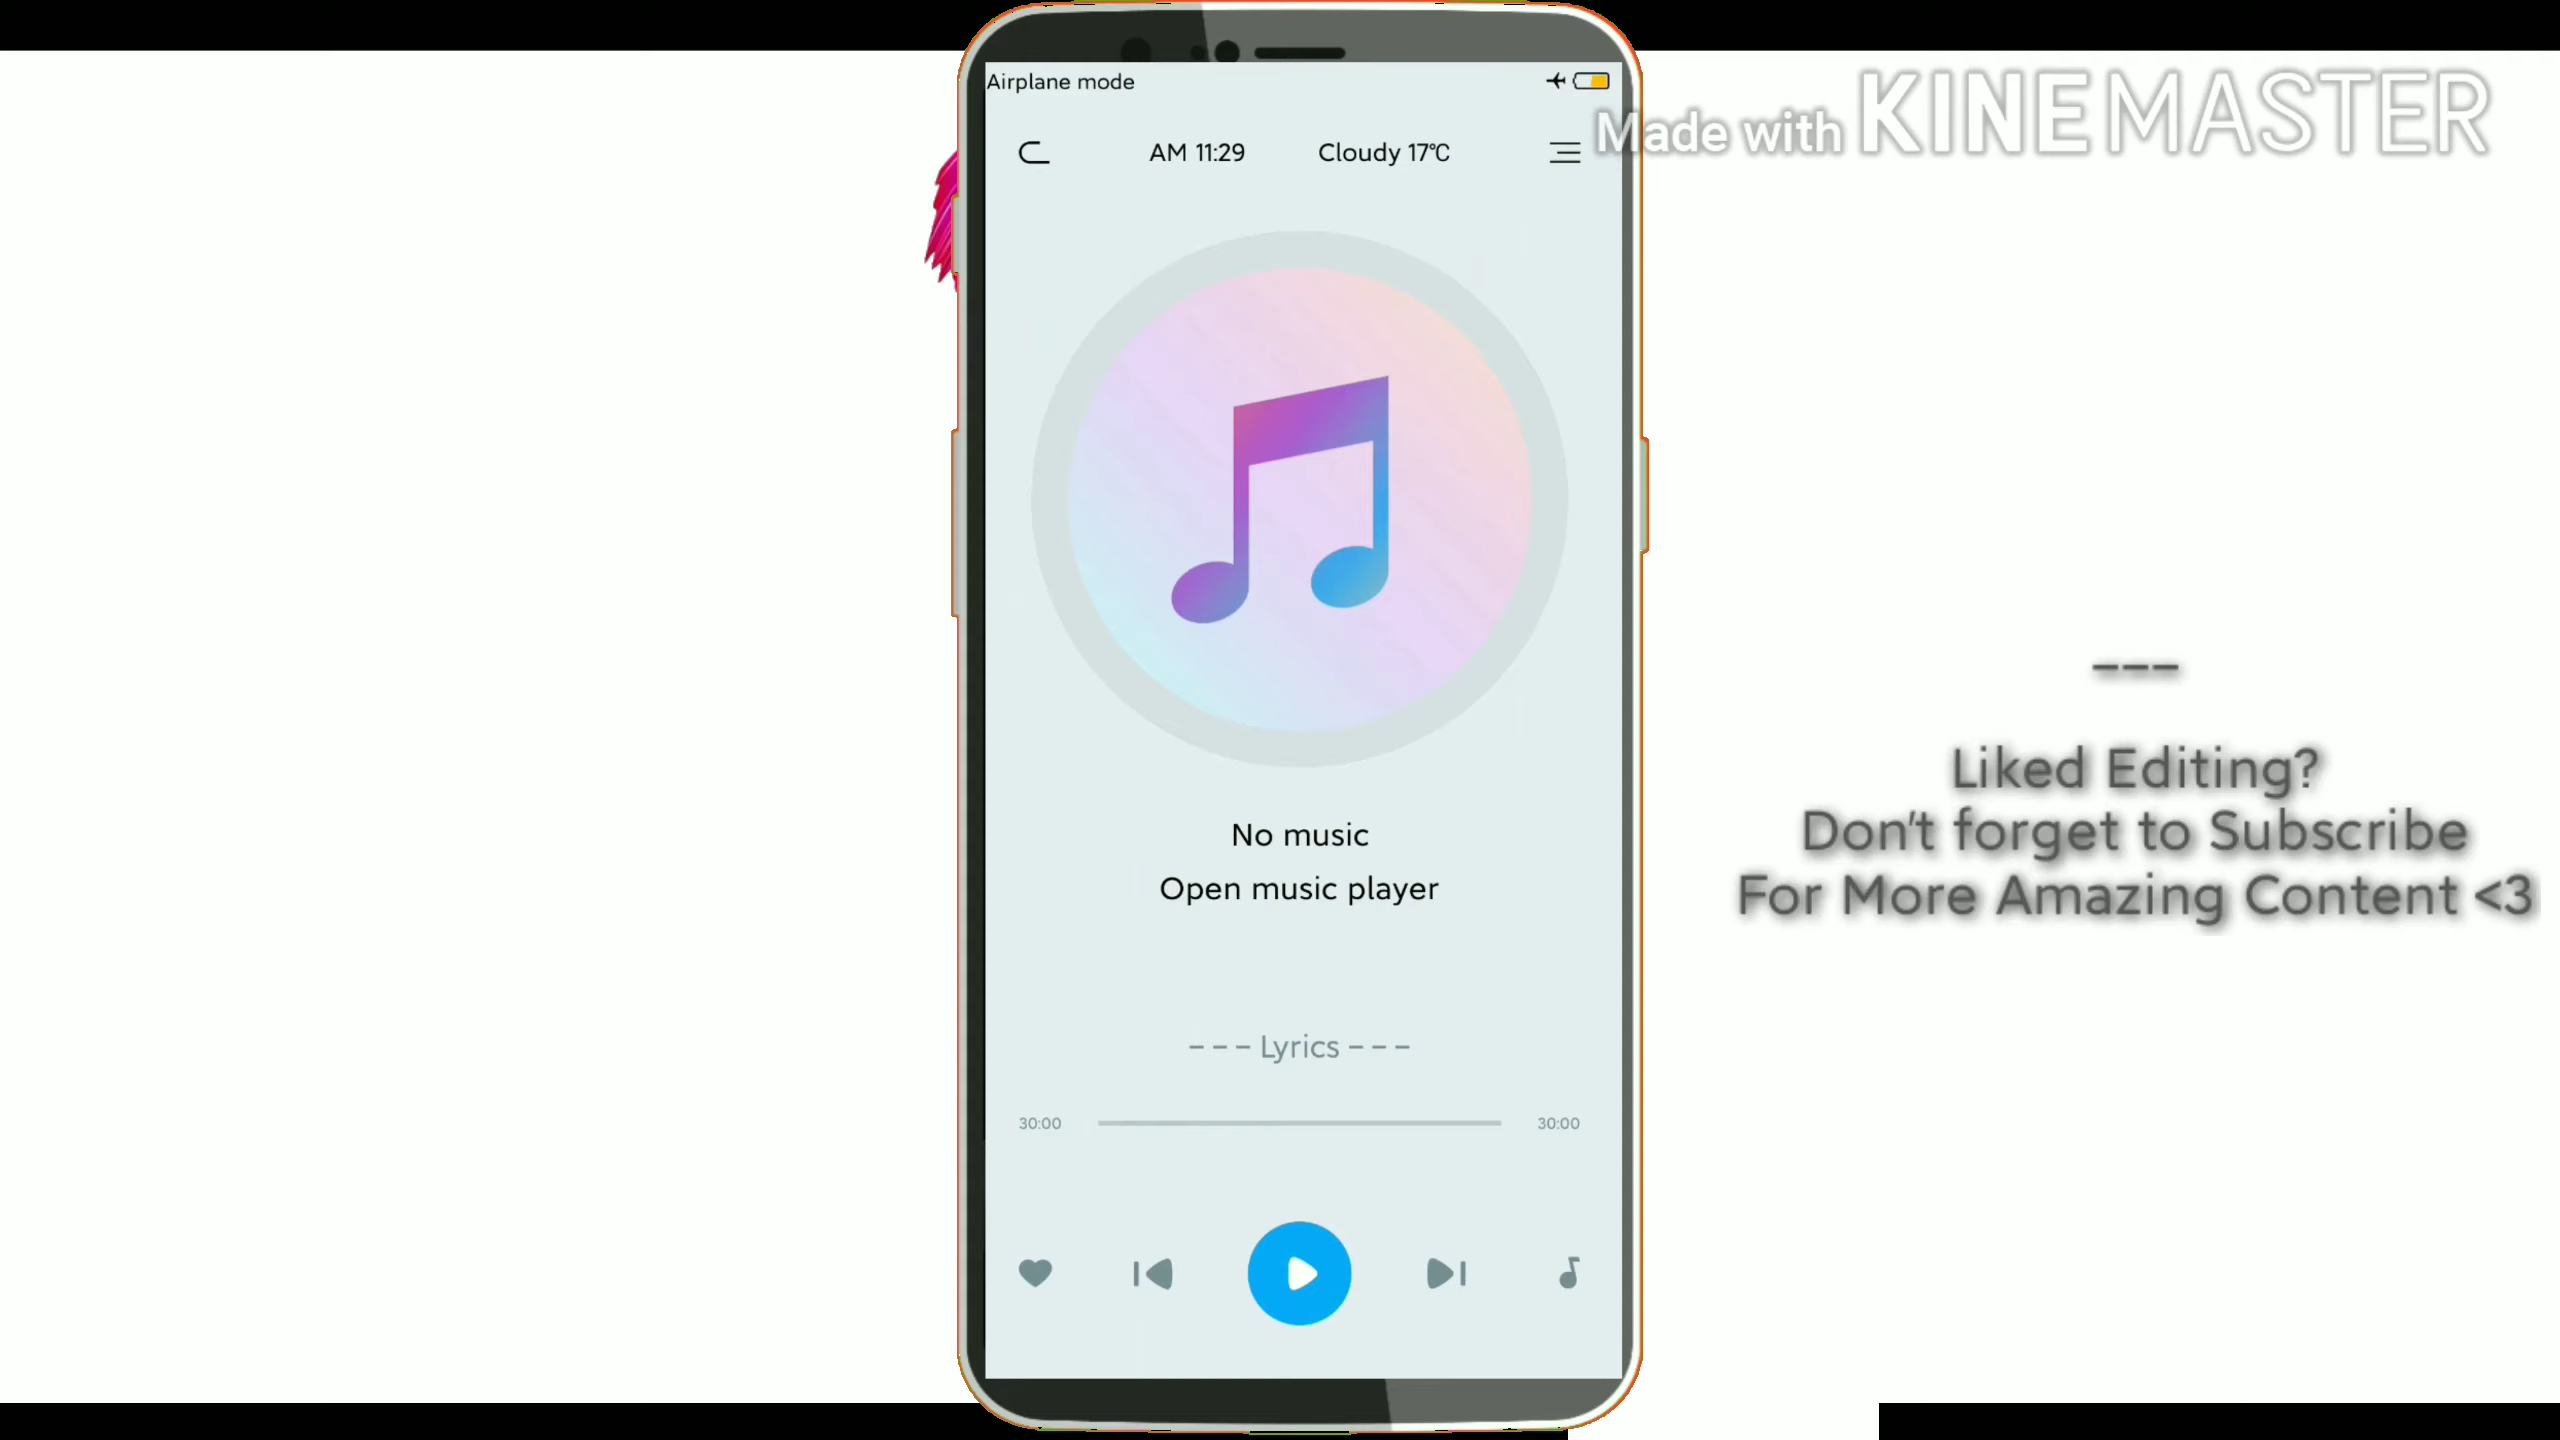 Airplane mode
AM 11:29 Cloudy 17℃
Made with KINEMASTER
---
Liked Editing?
Don't forget to Subscribe
For More Amazing Content <3
No music
Open music player
--- Lyrics ---
30:00 30:00